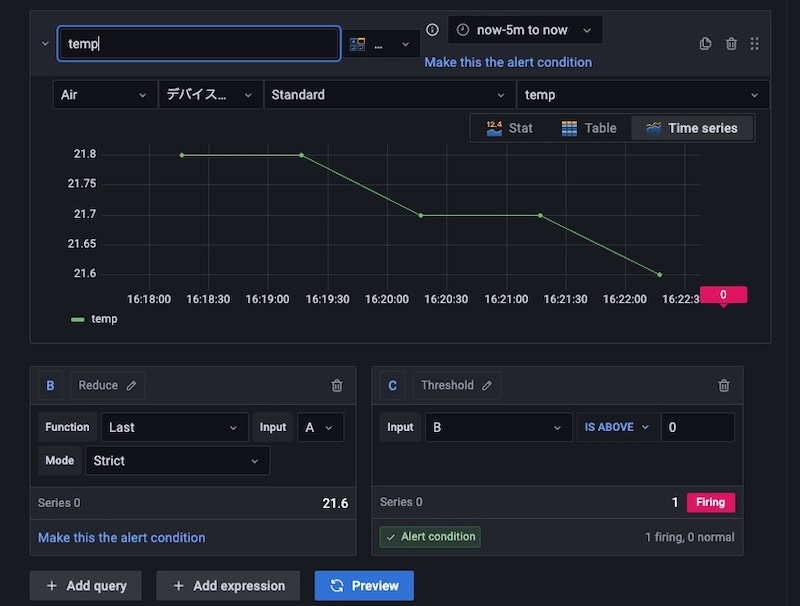 temp
...
now-5m to now
Make this the alert condition
Air
デバイス...
Standard
temp
12.4
Stat
Table
Time series
21.8
21.75
21.7
21.65
21.6
16:18:00 16:18:30 16:19:00 16:19:30 16:20:00 16:20:30 16:21:00 16:21:30 16:22:00 16:22:3
0
temp
B
Reduce
Function
Last
Input
A
Mode
Strict
Series 0
21.6
Make this the alert condition
C
Threshold
Input
B
IS ABOVE
0
Series 0
1
Firing
Alert condition
1 firing, 0 normal
+ Add query
+ Add expression
Preview